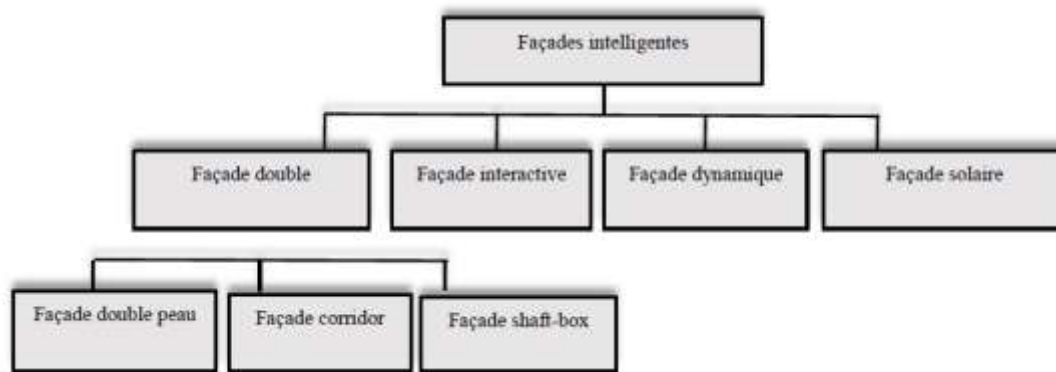 Façades intelligentes
Façade double
Façade interactive
Façade dynamique
Façade solaire
Façade double peau
Façade corridor
Façade shaft-box